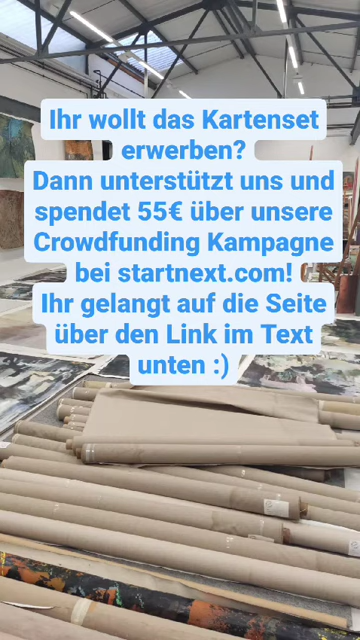 Ihr wollt das Kartenset
erwerben?
Dann unterstützt uns und
spendet 55€ über unsere
Crowdfunding Kampagne
bei startnext.com!
Ihr gelangt auf die Seite
über den Link im Text
unten :)